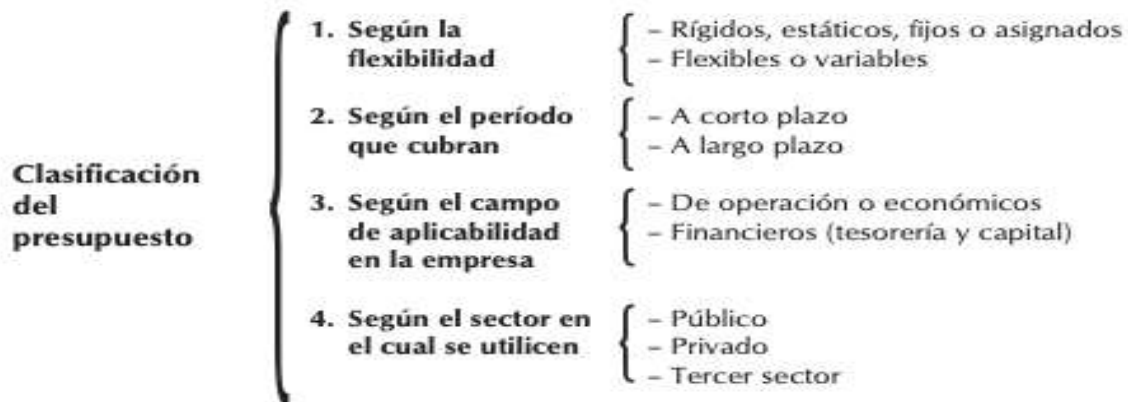 Clasificación
del
presupuesto
1. Según la
flexibilidad
– Rígidos, estáticos, fijos o asignados
– Flexibles o variables
2. Según el período
que cubran
– A corto plazo
– A largo plazo
3. Según el campo
de aplicabilidad
en la empresa
– De operación o económicos
– Financieros (tesorería y capital)
4. Según el sector en
el cual se utilicen
– Público
– Privado
– Tercer sector